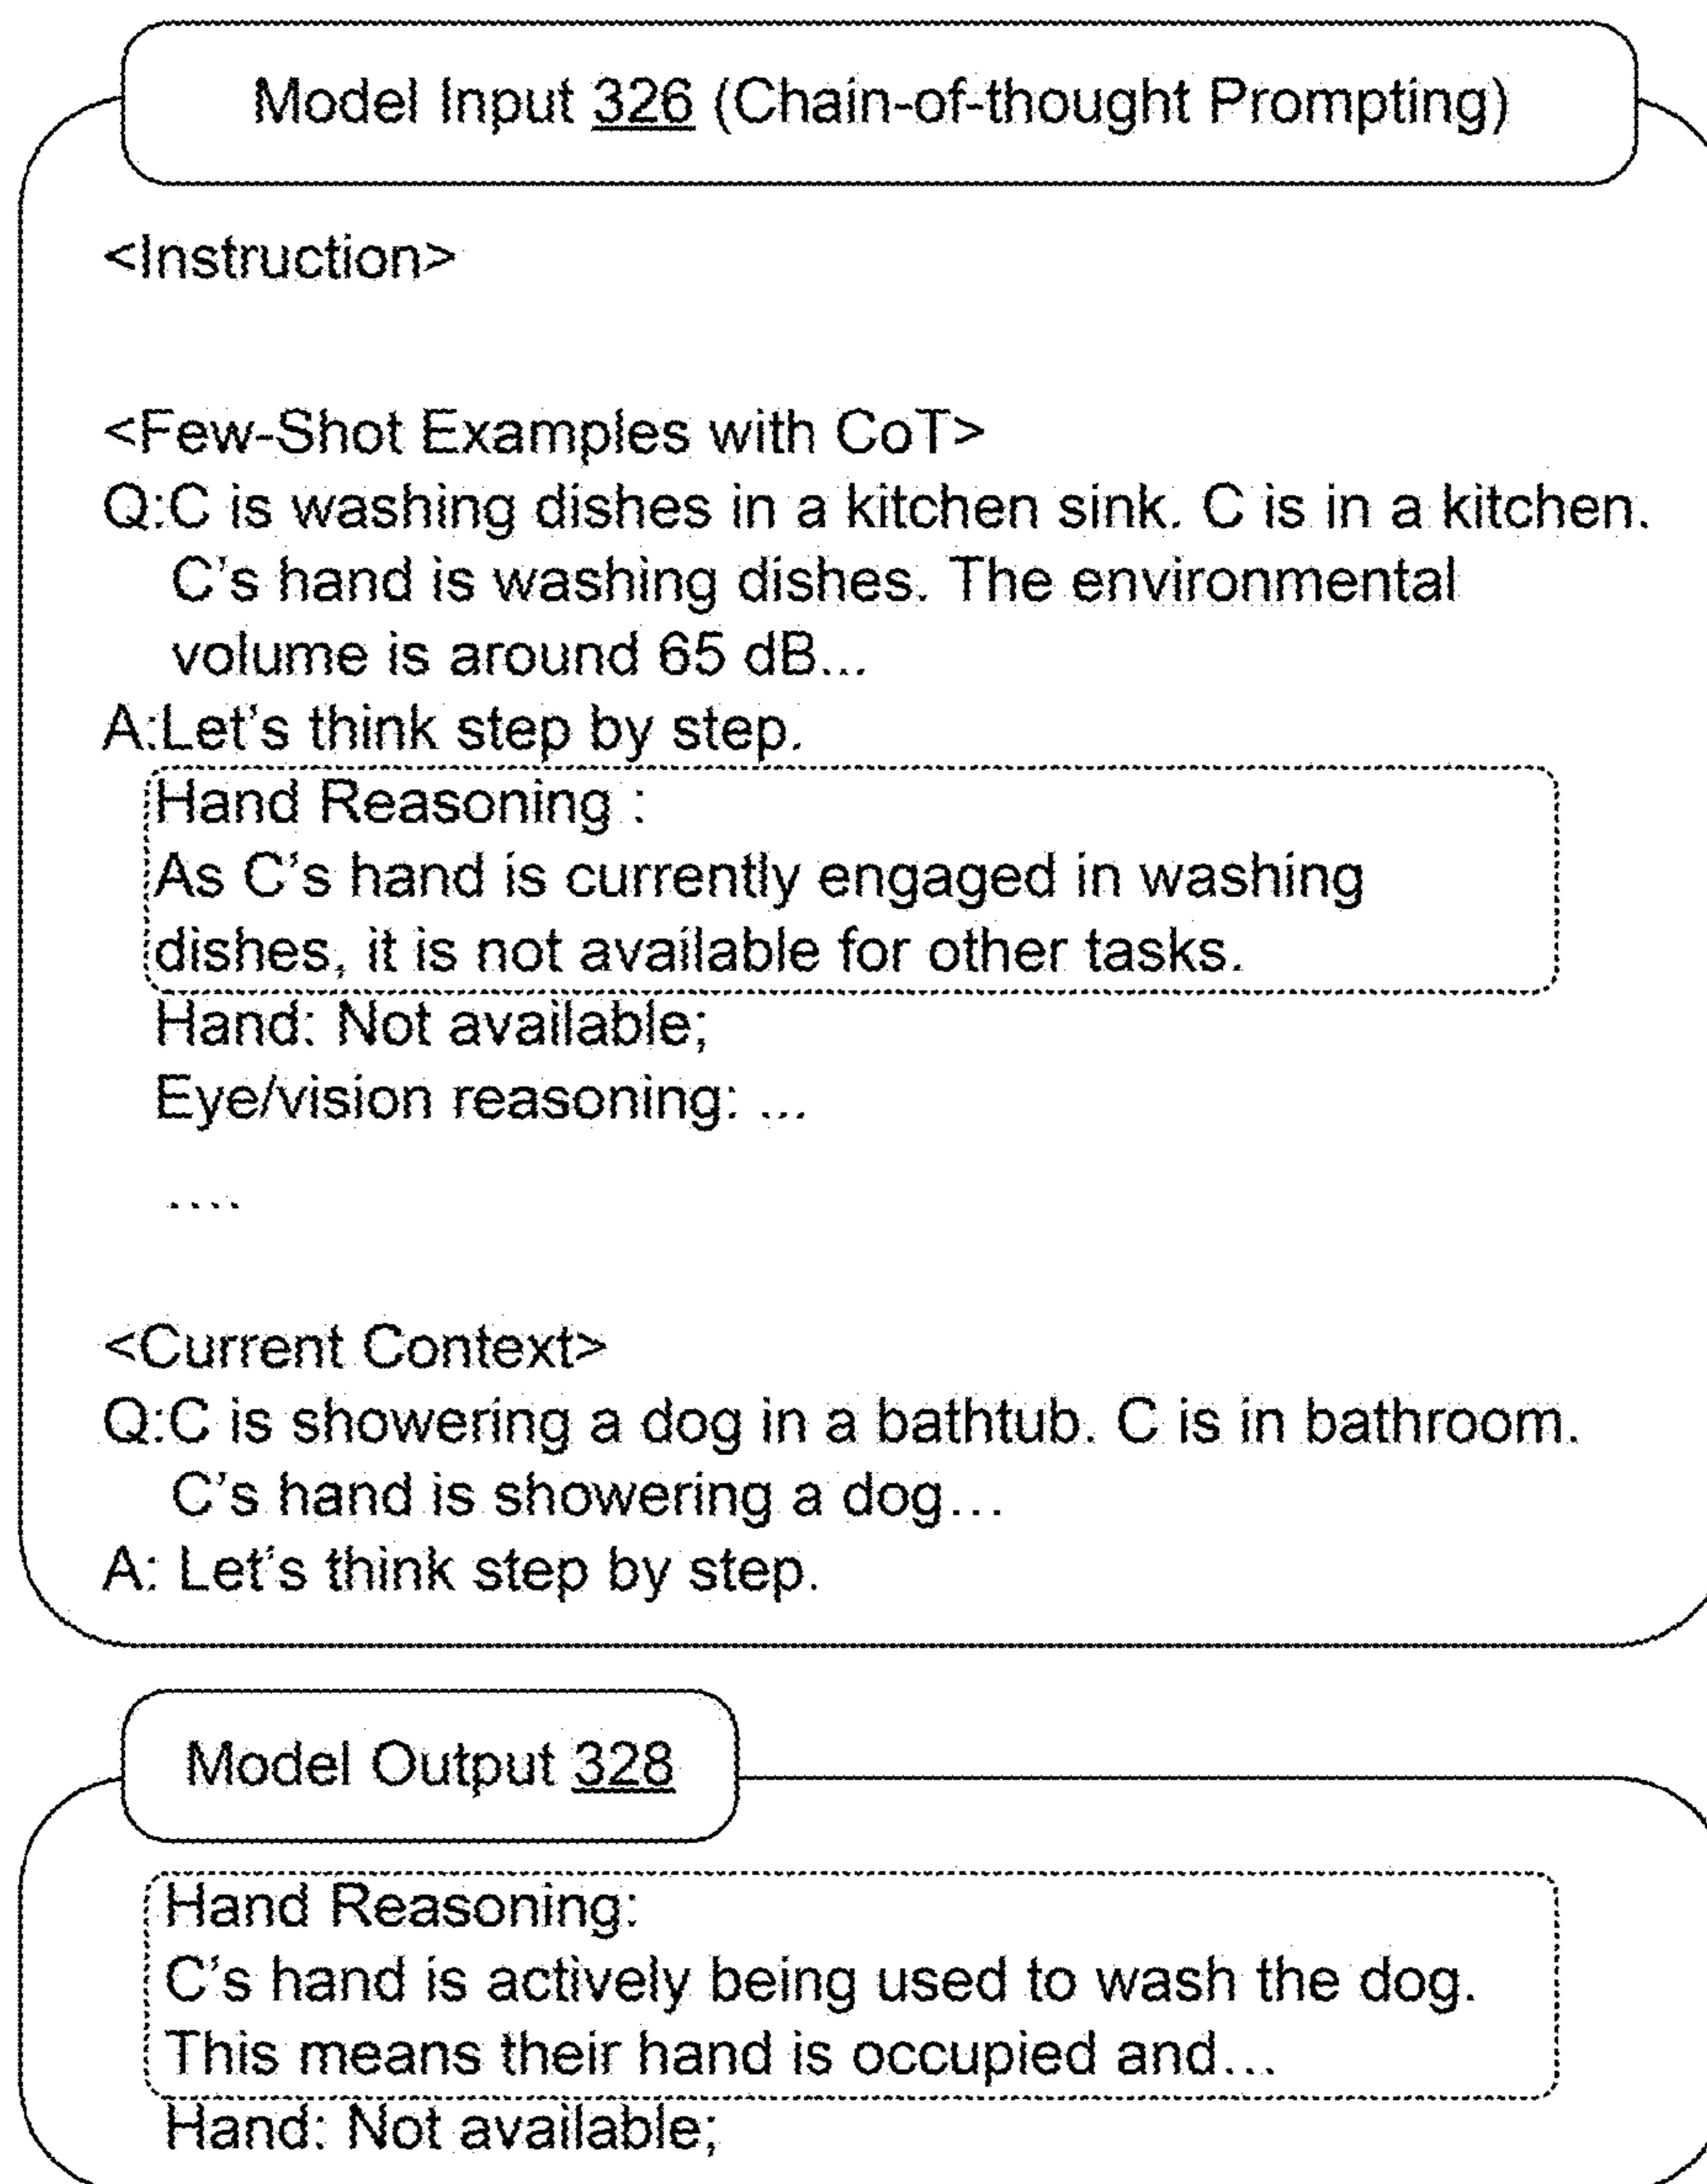 Model Input 326 (Chain-of-thought Prompting)
<Instruction>
<Few-Shot Examples with CoT>
Q:C is washing dishes in a kitchen sink. C is in a kitchen.
C's hand is washing dishes. The environmental
volume is around 65 dB...
A:Let's think step by step.
Hand Reasoning :
As C's hand is currently engaged in washing
dishes, it is not available for other tasks.
Hand: Not available;
Eye/vision reasoning: ...
....
<Current Context>
Q:C is showering a dog in a bathtub. C is in bathroom.
C's hand is showering a dog...
A: Let's think step by step.
Model Output 328
Hand Reasoning:
C's hand is actively being used to wash the dog.
This means their hand is occupied and...
Hand: Not available;